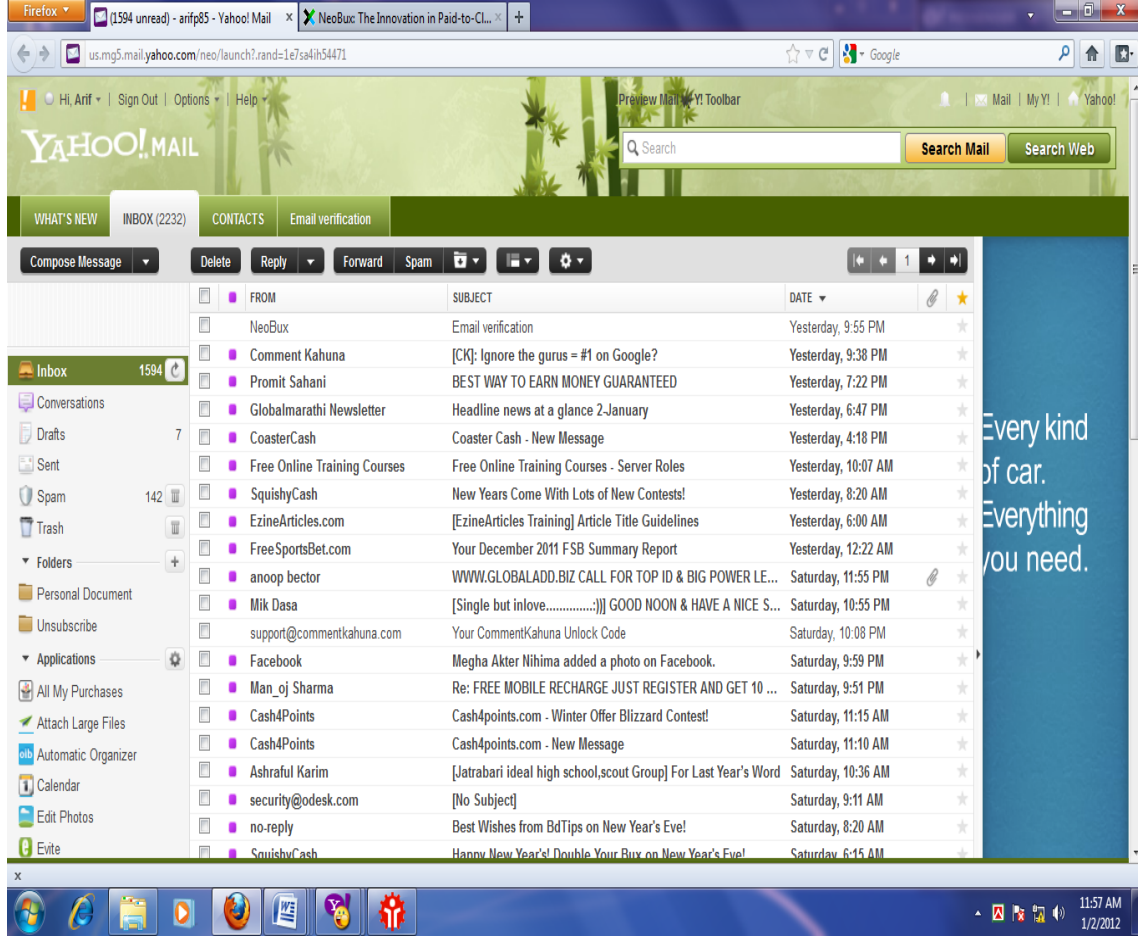 Firefox
(1594 unread) - arifp85 - Yahoo! Mail x NeoBux: The Innovation in Paid-to-Cl... x +
us.mg5.mail.yahoo.com/neo/launch?.rand=1e7sa4ih54471 Google
Hi, Arif | Sign Out | Options | Help Preview Mail Y! Toolbar | Mail | My Y! | Yahoo!
YAHOO! MAIL Search Search Mail Search Web
WHAT'S NEW INBOX (2232) CONTACTS Email verification
Compose Message Delete Reply Forward Spam 1
FROM SUBJECT DATE
NeoBux Email verification Yesterday, 9:55 PM
Comment Kahuna [CK]: Ignore the gurus = #1 on Google? Yesterday, 9:38 PM
Promit Sahani BEST WAY TO EARN MONEY GUARANTEED Yesterday, 7:22 PM
Globalmarathi Newsletter Headline news at a glance 2-January Yesterday, 6:47 PM
CoasterCash Coaster Cash - New Message Yesterday, 4:18 PM
Free Online Training Courses Free Online Training Courses - Server Roles Yesterday, 10:07 AM
SquishyCash New Years Come With Lots of New Contests! Yesterday, 8:20 AM
EzineArticles.com [EzineArticles Training] Article Title Guidelines Yesterday, 6:00 AM
FreeSportsBet.com Your December 2011 FSB Summary Report Yesterday, 12:22 AM
anoop bector WWW.GLOBALADD.BIZ CALL FOR TOP ID & BIG POWER LE... Saturday, 11:55 PM
Mik Dasa [Single but inlove..............:))] GOOD NOON & HAVE A NICE S... Saturday, 10:55 PM
support@commentkahuna.com Your CommentKahuna Unlock Code Saturday, 10:08 PM
Facebook Megha Akter Nihima added a photo on Facebook. Saturday, 9:59 PM
Man_oj Sharma Re: FREE MOBILE RECHARGE JUST REGISTER AND GET 10 ... Saturday, 9:51 PM
Cash4Points Cash4points.com - Winter Offer Blizzard Contest! Saturday, 11:15 AM
Cash4Points Cash4points.com - New Message Saturday, 11:10 AM
Ashraful Karim [Jatrabari ideal high school,scout Group] For Last Year's Word Saturday, 10:36 AM
security@odesk.com [No Subject] Saturday, 9:11 AM
no-reply Best Wishes from BdTips on New Year's Eve! Saturday, 8:20 AM
SquishyCash Happy New Year's! Double Your Bux on New Year's Eve! Saturday, 6:15 AM
Inbox 1594
Conversations
Drafts 7
Sent
Spam 142
Trash
Folders +
Personal Document
Unsubscribe
Applications
All My Purchases
Attach Large Files
olb Automatic Organizer
Calendar
Edit Photos
Evite
Every kind
of car.
Everything
you need.
x
11:57 AM
1/2/2012